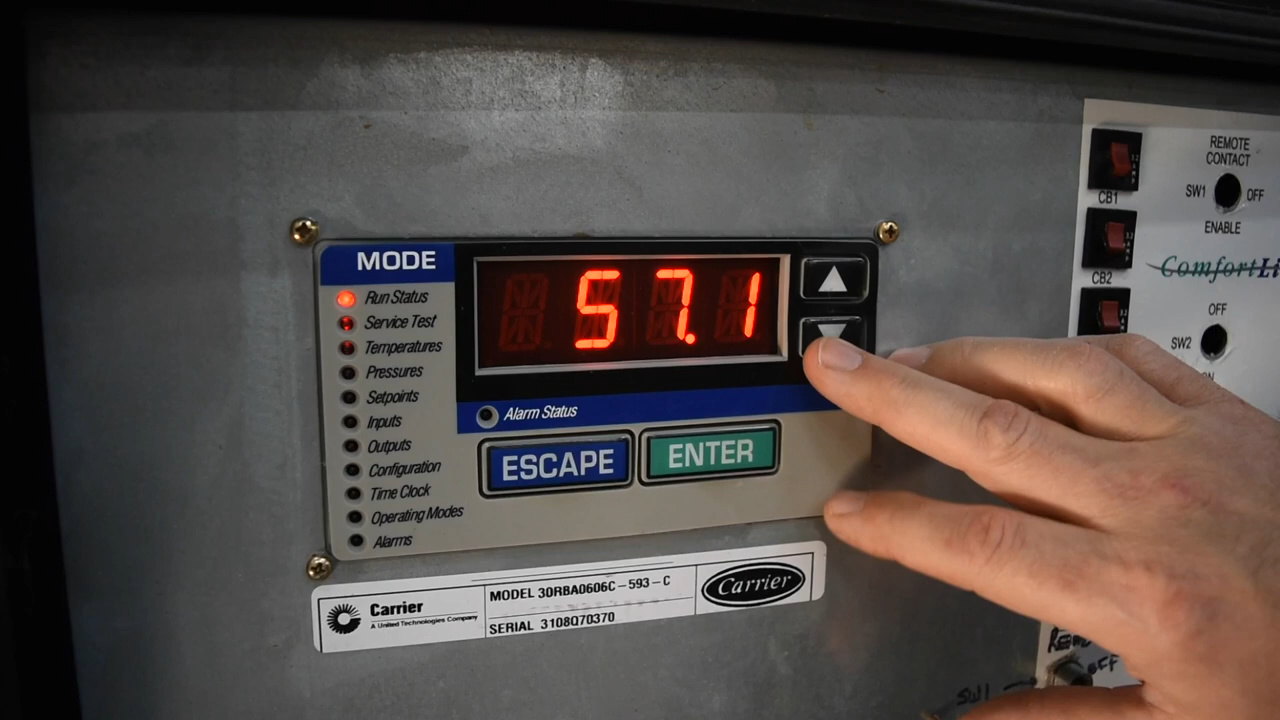 MODE
Run Status
Service Test
Temperatures
Pressures
Setpoints
Inputs
Outputs
Configuration
Time Clock
Operating Modes
Alarms
57.1
Alarm Status
ESCAPE
ENTER
Carrier
A United Technologies Company
MODEL 30RBA0606C-593-C
SERIAL 3108Q70370
Carrier
CB1
CB2
REMOTE
CONTACT
SW1 OFF
ENABLE
ComfortLi
OFF
SW2
OFF
SW1